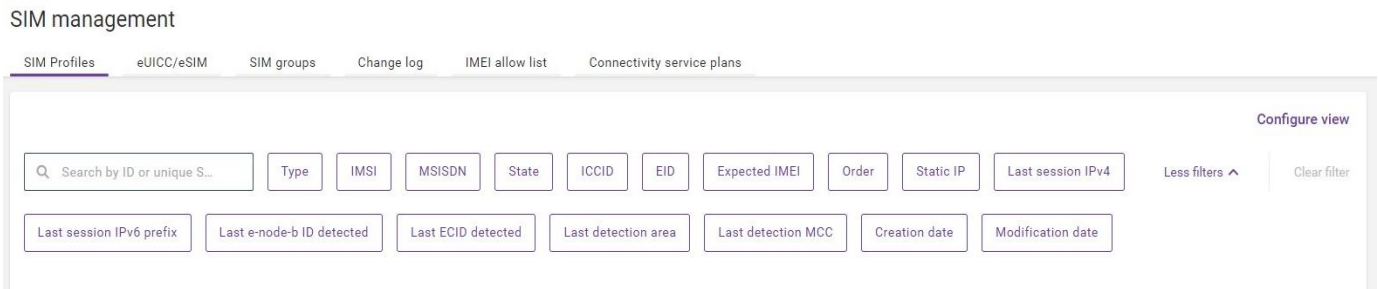 SIM management
SIM Profiles eUICC/eSIM SIM groups Change log IMEI allow list Connectivity service plans
Configure view
Search by ID or unique S... Type IMSI MSISDN State ICCID EID Expected IMEI Order Static IP Last session IPv4 Less filters Clear filter
Last session IPv6 prefix Last e-node-b ID detected Last ECID detected Last detection area Last detection MCC Creation date Modification date